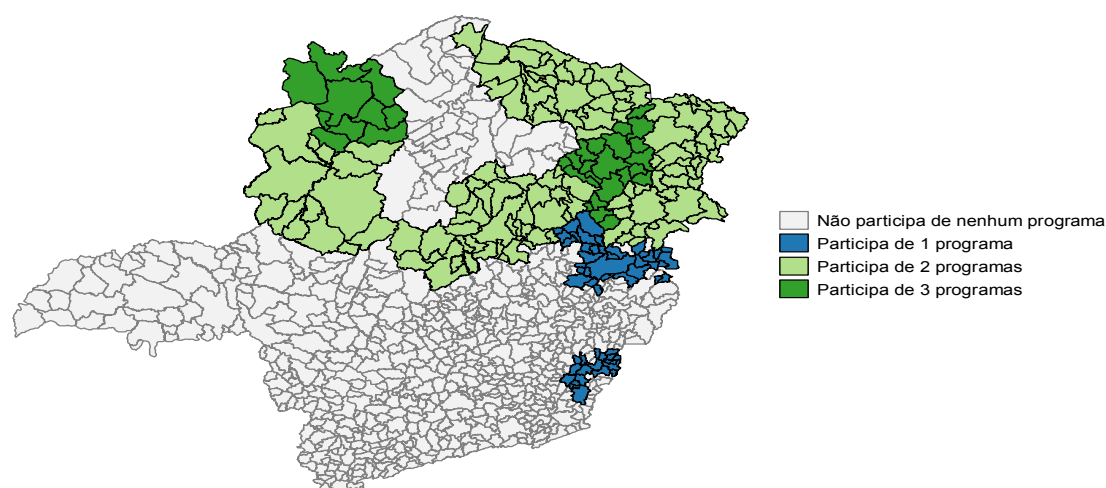 Não participa de nenhum programa
Participa de 1 programa
Participa de 2 programas
Participa de 3 programas